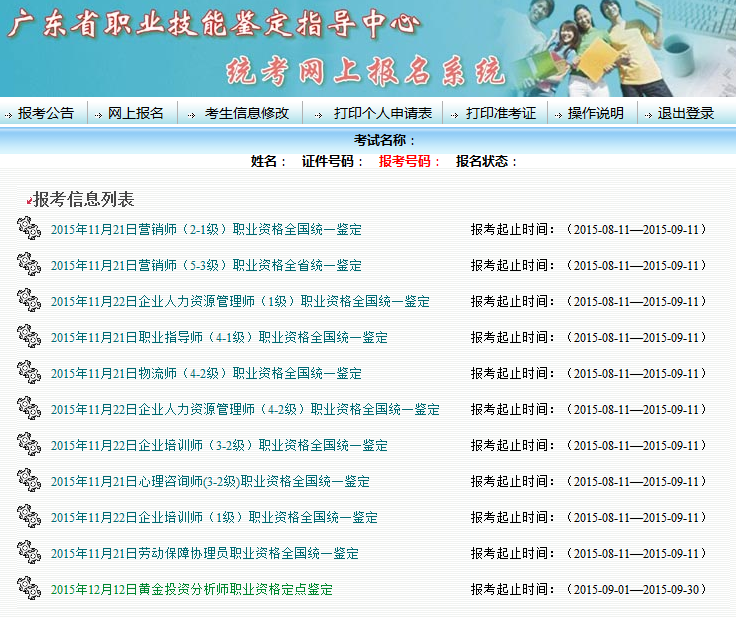 广东省职业技能鉴定指导中心
统考网上报名系统
报考公告 网上报名 考生信息修改 打印个人申请表 打印准考证 操作说明 退出登录
考试名称：
姓名： 证件号码： 报考号码： 报名状态：
报考信息列表
2015年11月21日营销师（2-1级）职业资格全国统一鉴定 报考起止时间：（2015-08-11—2015-09-11）
2015年11月21日营销师（5-3级）职业资格全省统一鉴定 报考起止时间：（2015-08-11—2015-09-11）
2015年11月22日企业人力资源管理师（1级）职业资格全国统一鉴定 报考起止时间：（2015-08-11—2015-09-11）
2015年11月21日职业指导师（4-1级）职业资格全国统一鉴定 报考起止时间：（2015-08-11—2015-09-11）
2015年11月21日物流师（4-2级）职业资格全国统一鉴定 报考起止时间：（2015-08-11—2015-09-11）
2015年11月22日企业人力资源管理师（4-2级）职业资格全国统一鉴定 报考起止时间：（2015-08-11—2015-09-11）
2015年11月22日企业培训师（3-2级）职业资格全国统一鉴定 报考起止时间：（2015-08-11—2015-09-11）
2015年11月21日心理咨询师(3-2级)职业资格全国统一鉴定 报考起止时间：（2015-08-11—2015-09-11）
2015年11月22日企业培训师（1级）职业资格全国统一鉴定 报考起止时间：（2015-08-11—2015-09-11）
2015年11月21日劳动保障协理员职业资格全国统一鉴定 报考起止时间：（2015-08-11—2015-09-11）
2015年12月12日黄金投资分析师职业资格定点鉴定 报考起止时间：（2015-09-01—2015-09-30）